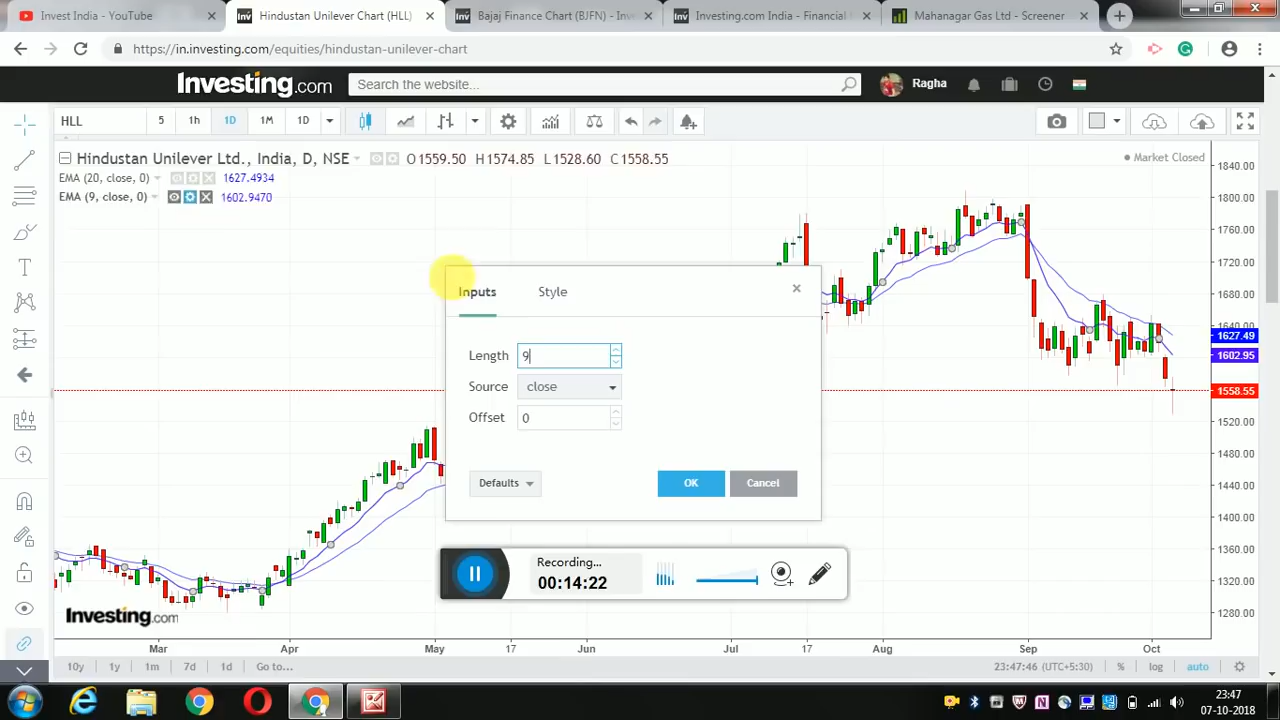 Invest India - YouTube
Hindustan Unilever Chart (HLL)
Bajaj Finance Chart (BJFN) - Inve
Investing.com India - Financial
Mahanagar Gas Ltd - Screener
https://in.investing.com/equities/hindustan-unilever-chart
Investing.com
Search the website...
Ragha
HLL
5
1h
1D
1M
1D
Hindustan Unilever Ltd., India, D, NSE
O 1559.50 H 1574.85 L 1528.60 C 1558.55
Market Closed
EMA (20, close, 0)
1627.4934
EMA (9, close, 0)
1602.9470
1840.00
1800.00
1760.00
1720.00
1680.00
1640.00
1627.49
1602.95
1558.55
1520.00
1480.00
1440.00
1400.00
1360.00
1320.00
1280.00
Inputs
Style
Length
9
Source
close
Offset
0
Defaults
OK
Cancel
Recording...
00:14:22
Investing.com
Mar
Apr
May
17
Jun
Jul
17
Aug
Sep
Oct
10y
1y
1m
7d
1d
Go to...
23:47:46 (UTC+5:30)
%
log
auto
23:47
07-10-2018